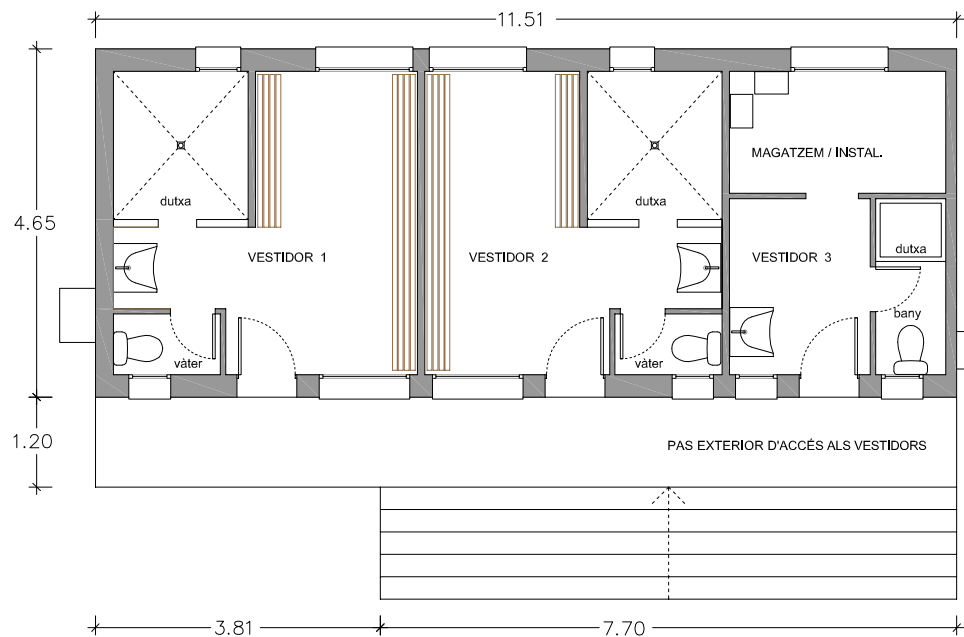 11.51
MAGATZEM / INSTAL.
dutxa
dutxa
4.65
dutxa
VESTIDOR 1
VESTIDOR 2
VESTIDOR 3
bany
vàter
vàter
1.20
PAS EXTERIOR D'ACCÉS ALS VESTIDORS
3.81
7.70